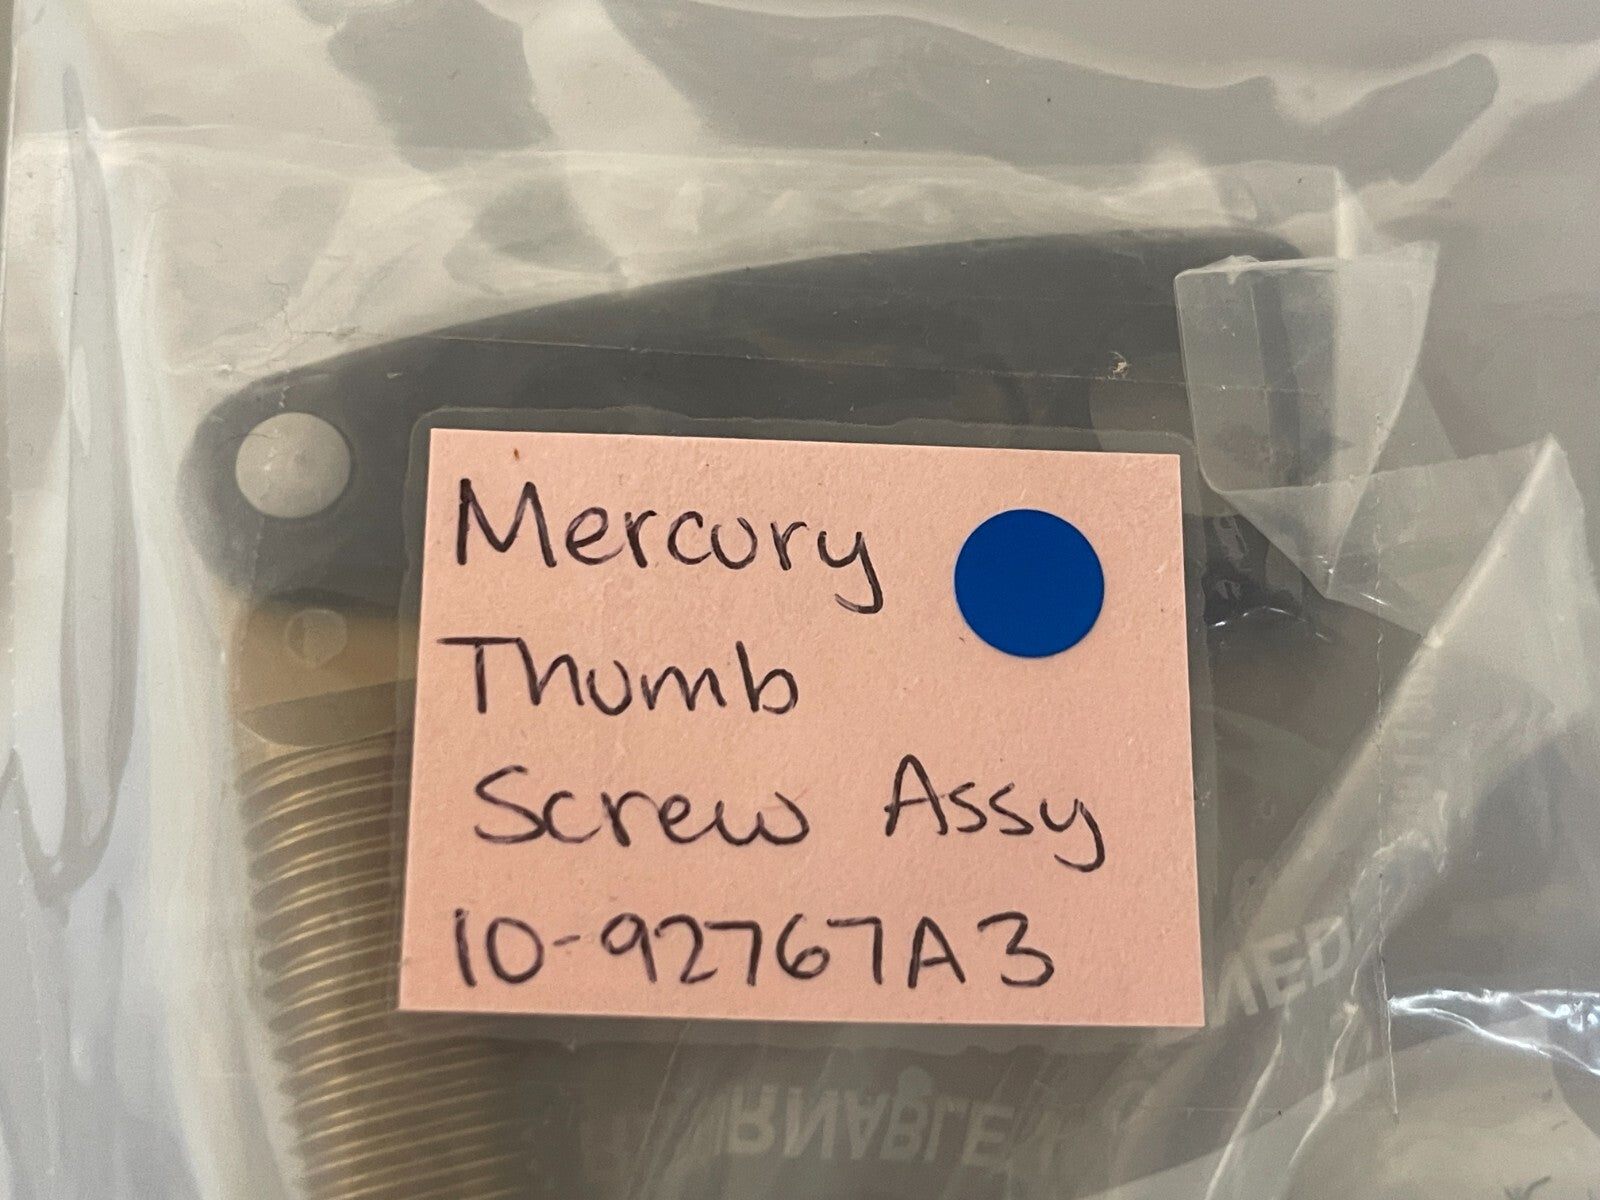 Mercury
Thumb
Screw Assy
10-92767A3